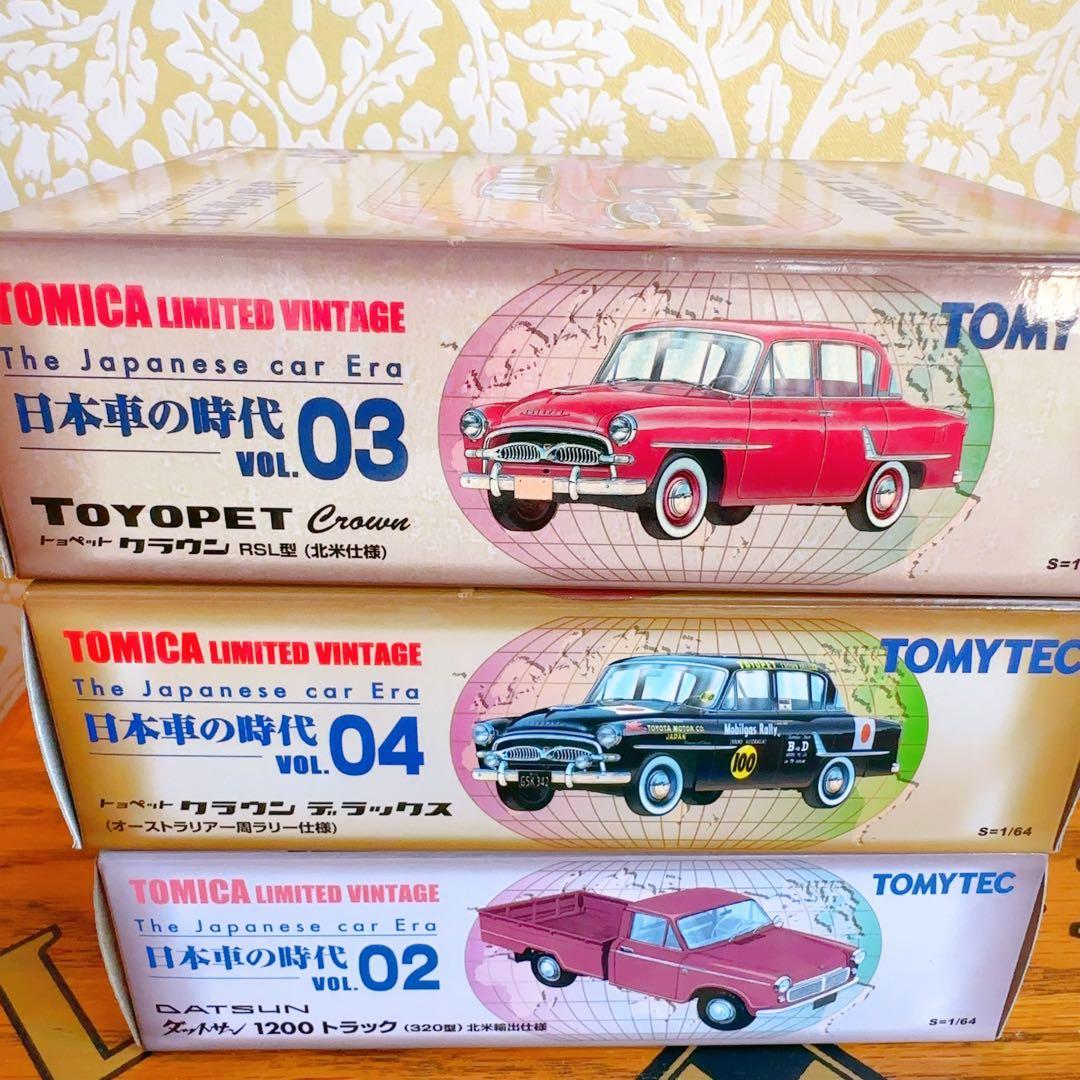 TOMICA LIMITED VINTAGE
The Japanese car Era
日本車の時代
VOL. 03
TOYOPET Crown
トヨペット クラウン RSL型 (北米仕様)
TOMY
S=1
TOMICA LIMITED VINTAGE
The Japanese car Era
日本車の時代
VOL. 04
トヨペット クラウン デラックス
(オーストラリア一周ラリー仕様)
TOMYTEC
TOYOPET
TOYOTA MOTOR CO.
JAPAN
Mobilgas Rally
(ROUND AUSTRALIA)
100
B&D
GSK 342
S=1/64
TOMICA LIMITED VINTAGE
The Japanese car Era
日本車の時代
VOL. 02
DATSUN
ダットサン 1200 トラック (320型) 北米輸出仕様
TOMYTEC
S=1/64